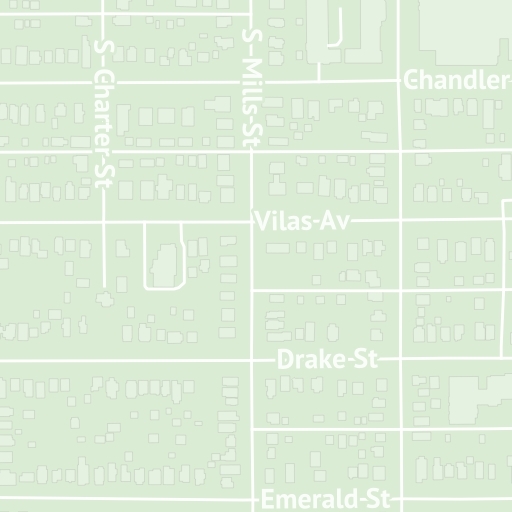 S-Charter-St
S-Mills-St
Chandler
Vilas-Av
Drake-St
Emerald-St